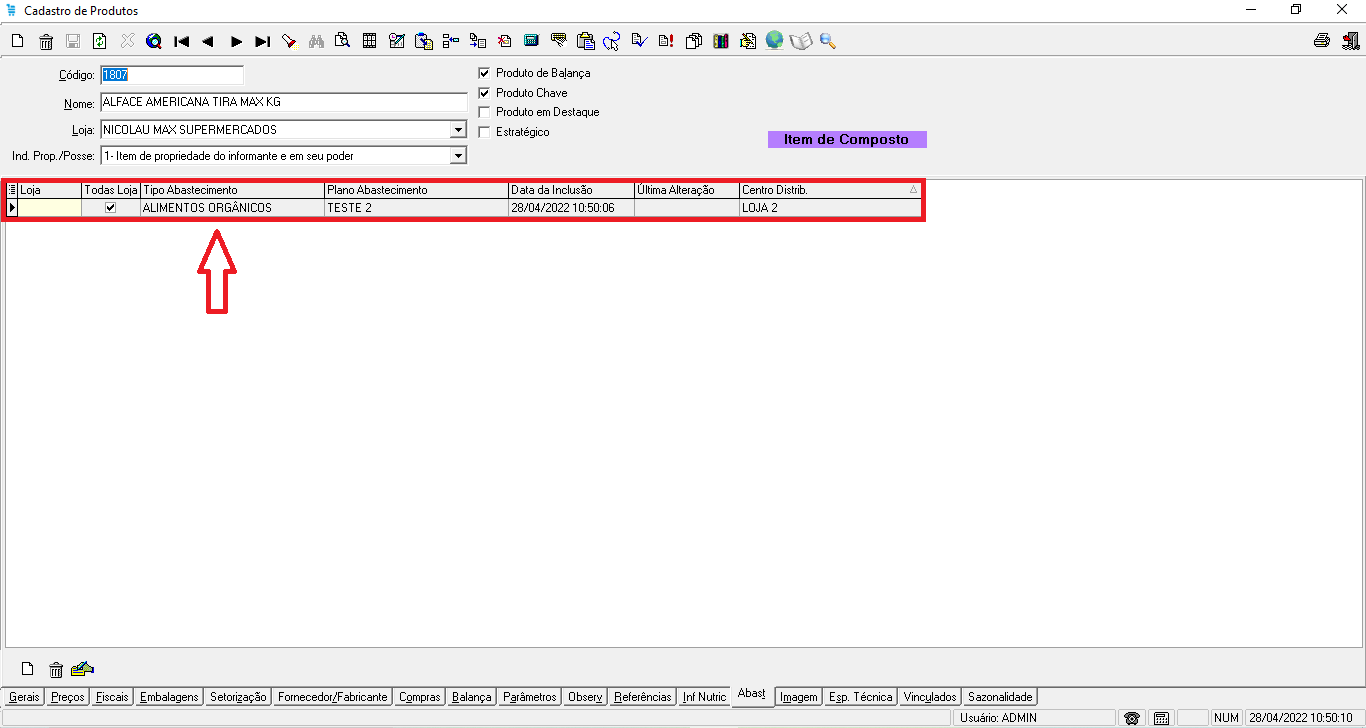 Cadastro de Produtos
Código: 1807
Nome: ALFACE AMERICANA TIRA MAX KG
Loja: NICOLAU MAX SUPERMERCADOS
Ind. Prop./Posse: 1- Item de propriedade do informante e em seu poder
Produto de Balança
Produto Chave
Produto em Destaque
Estratégico
Item de Composto
Loja Todas Loja Tipo Abastecimento Plano Abastecimento Data da Inclusão Última Alteração Centro Distrib.
ALIMENTOS ORGÂNICOS TESTE 2 28/04/2022 10:50:06 LOJA 2
Gerais Preços Fiscais Embalagens Setorização Fornecedor/Fabricante Compras Balança Parâmetros Observ Referências Inf Nutric Abast Imagem Esp. Técnica Vinculados Sazonalidade
Usuário: ADMIN NUM 28/04/2022 10:50:10